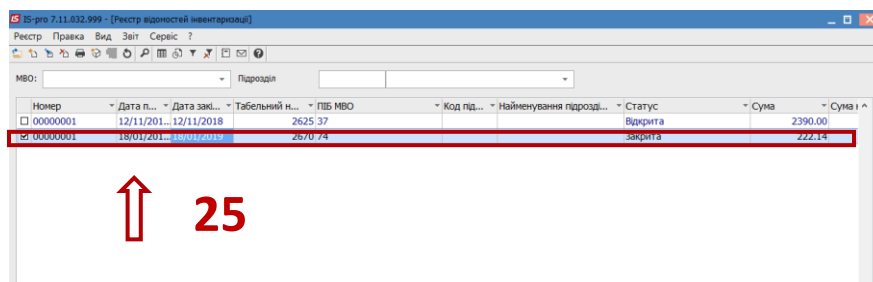 IS-pro 7.11.032.999 - [Реєстр відомостей інвентаризації]
Реєстр Правка Вид Звіт Сервіс ?
МВО: Підрозділ
Номер Дата п... Дата закі... Табельний н... ПІБ МВО Код під... Найменування підрозді... Статус Сума Сума н
00000001 12/11/201... 12/11/2018 2625 37 Відкрита 2390.00
00000001 18/01/201... 18/01/2019 2670 74 Закрита 222.14
25